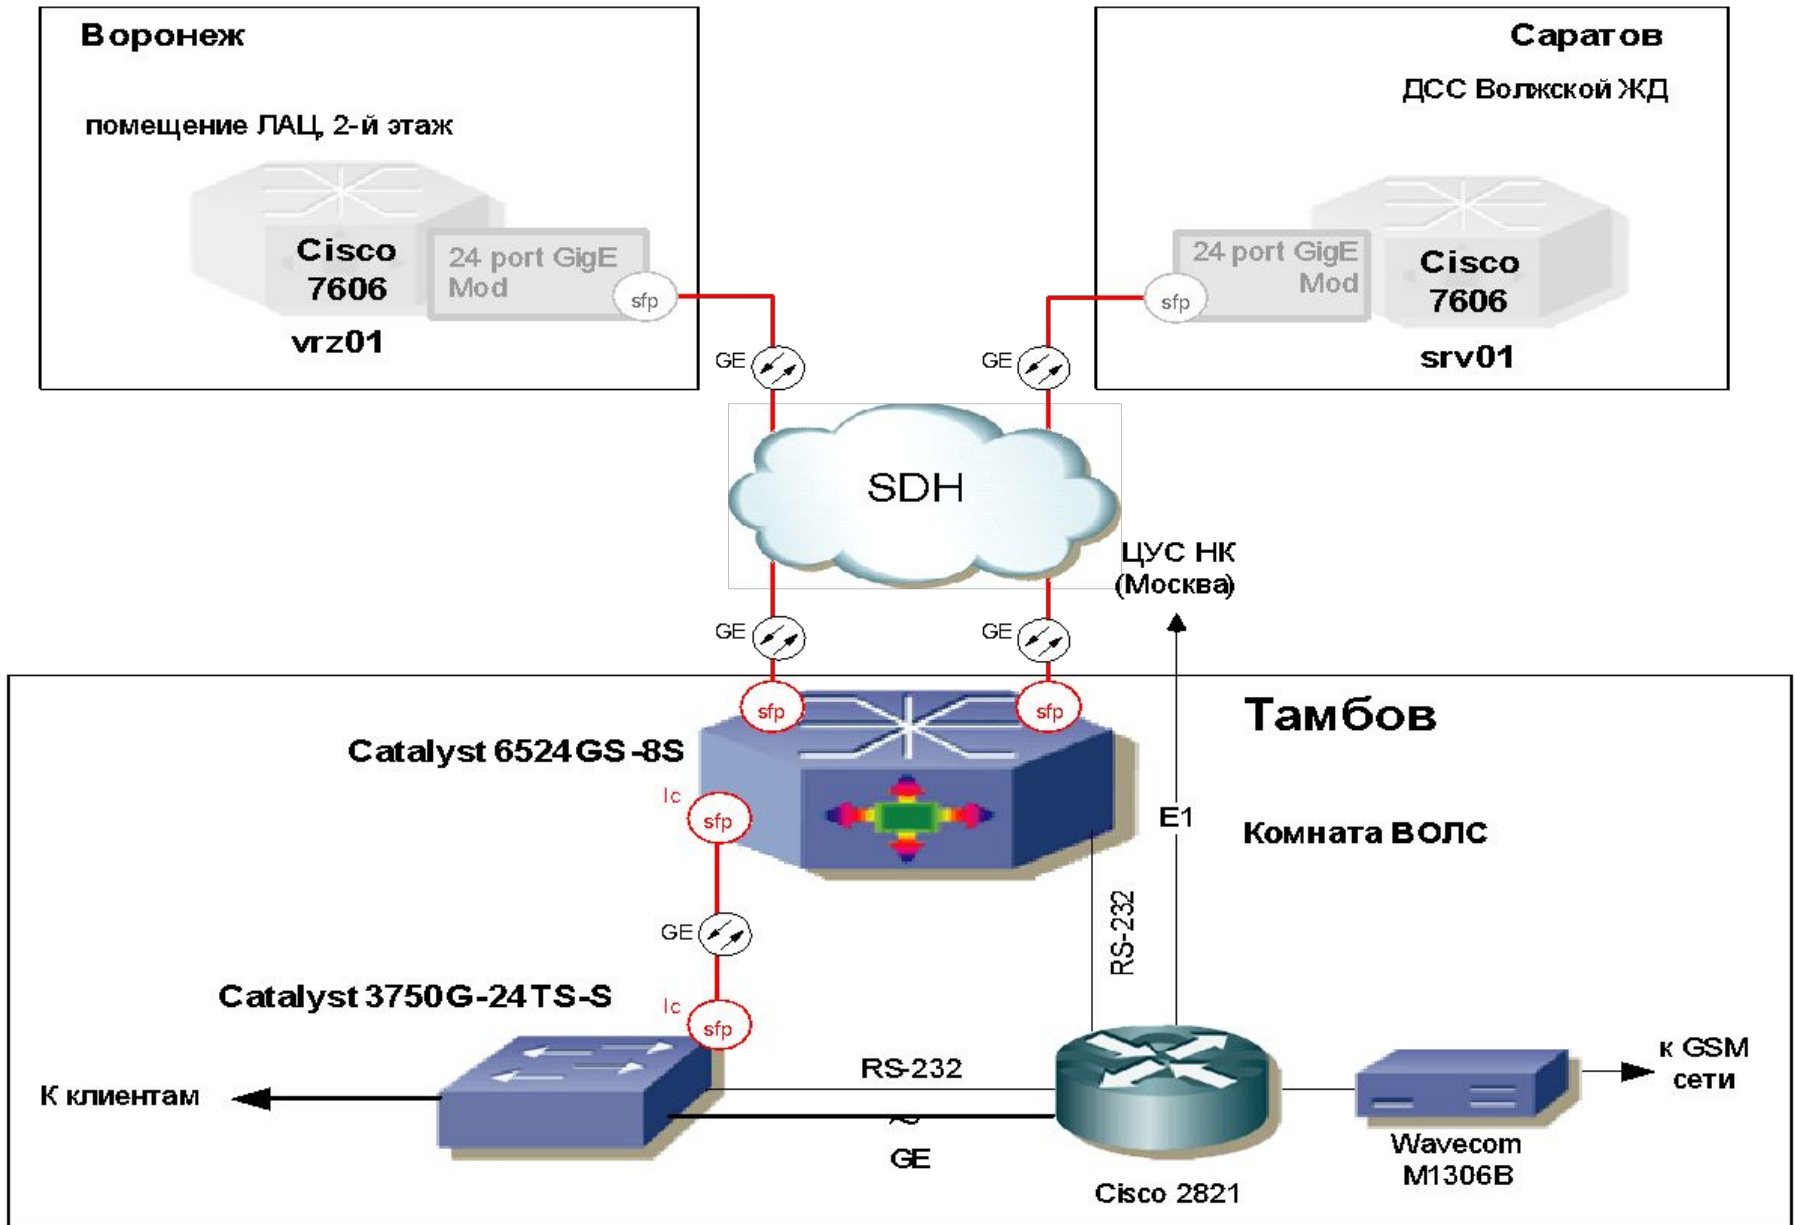 Воронеж
помещение ЛАЦ, 2-й этаж
Cisco
7606
24 port GigE
Mod
sfp
vrz01
GE
Саратов
ДСС Волжской ЖД
24 port GigE
Mod
sfp
Cisco
7606
srv01
GE
SDH
ЦУС НК
(Москва)
GE
GE
sfp
sfp
Тамбов
Catalyst 6524GS-8S
lc
sfp
E1
Комната ВОЛС
RS-232
GE
Catalyst 3750G-24TS-S
lc
sfp
К клиентам
RS-232
GE
к GSM
сети
Wavecom
M1306B
Cisco 2821